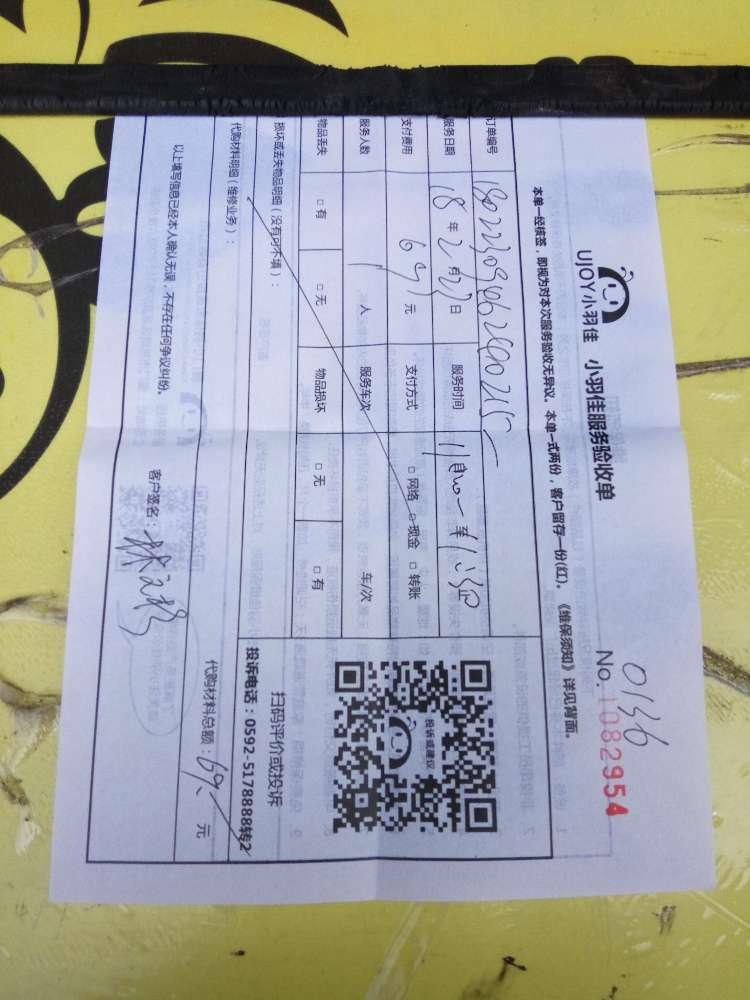 UJOY小羽佳 小羽佳服务验收单
0136
No. 1082954
本单一经核签，即视为对本次服务验收无异议。本单一式两份，客户留存一份(红)。《维保须知》详见背面。
订单编号
服务日期 18 年 2 月 27 日 服务时间 至
支付费用 69 元 支付方式 □ 网络 □ 现金 □ 转账
服务人数 1 人 服务车次 车/次
物品丢失 □ 有 □ 无 物品损坏 □ 无 □ 有
投诉或建议
扫码评价或投诉
投诉电话：0592-5178888转2
损坏或丢失物品明细（没有可不填）：
代购材料明细（维修业务）：
代购材料总额：69 元
以上填写信息已经本人确认无误，不存在任何争议纠纷。
客户签名：